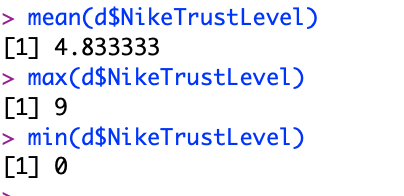 > mean(d$NikeTrustLevel)
[1] 4.833333
> max(d$NikeTrustLevel)
[1] 9
> min(d$NikeTrustLevel)
[1] 0
>